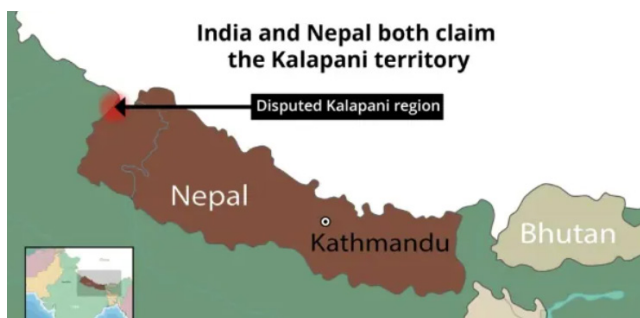 India and Nepal both claim
the Kalapani territory
Disputed Kalapani region
Nepal
Kathmandu
Bhutan